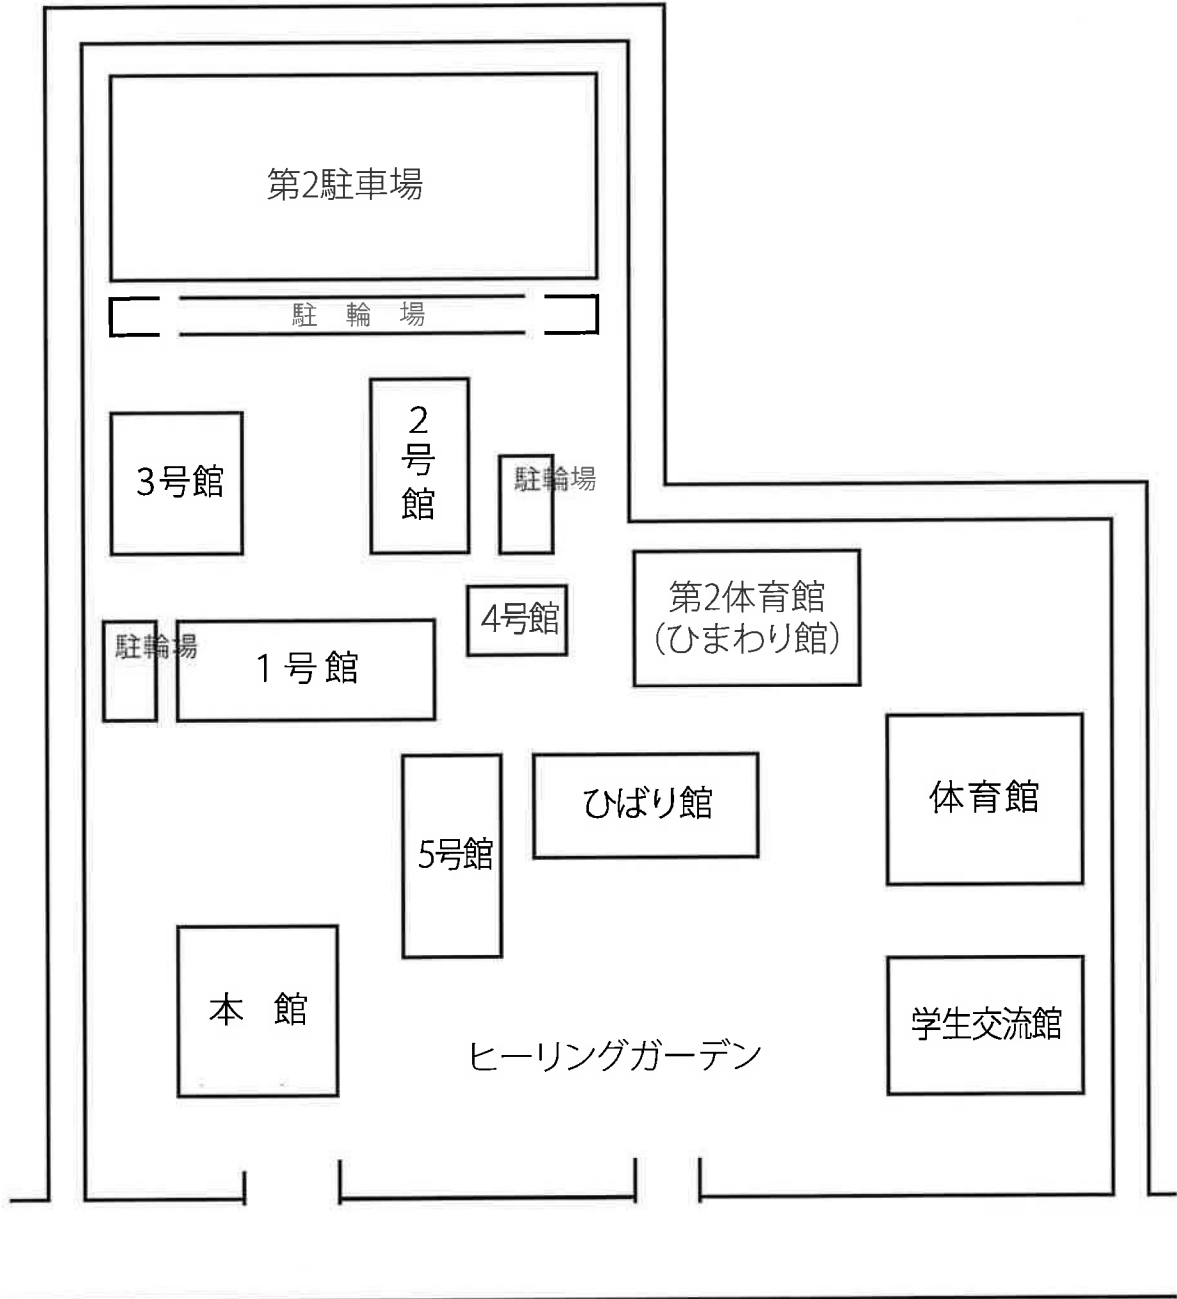 第2駐車場
駐 輪 場
2号館
3号館
駐輪場
4号館
第2体育館
(ひまわり館)
駐輪場
1号館
体育館
ひばり館
5号館
本 館
学生交流館
ヒーリングガーデン